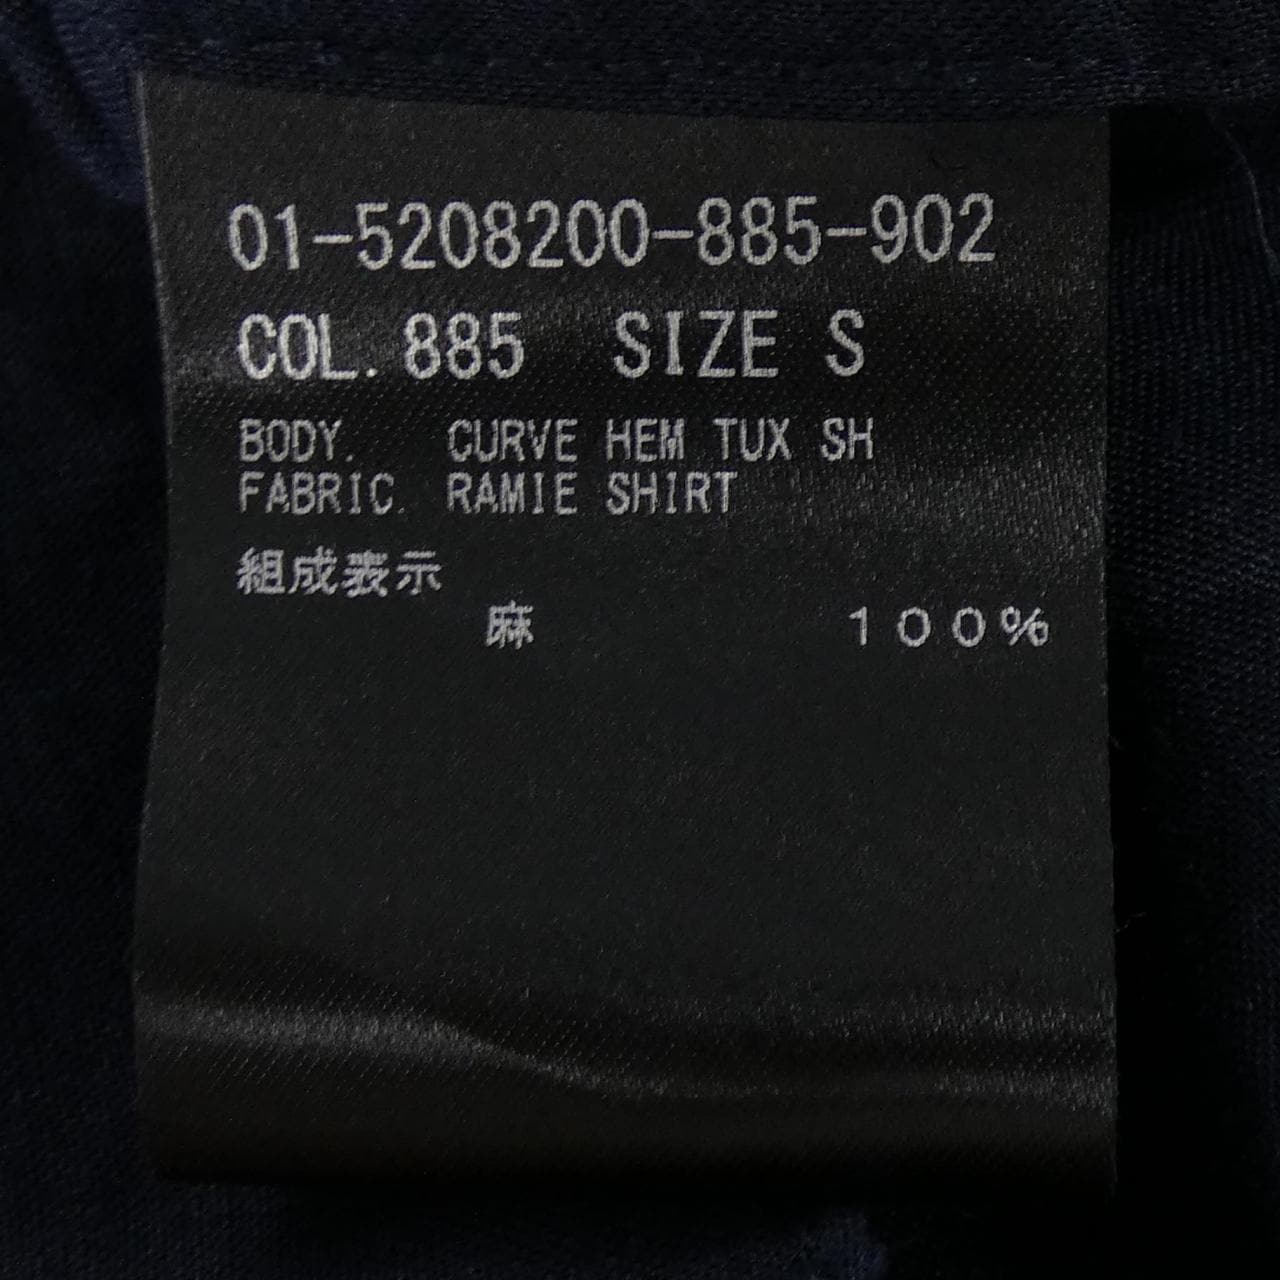 01-5208200-885-902
COL. 885 SIZE S
BODY. CURVE HEM TUX SH
FABRIC. RAMIE SHIRT
組成表示
麻 100%